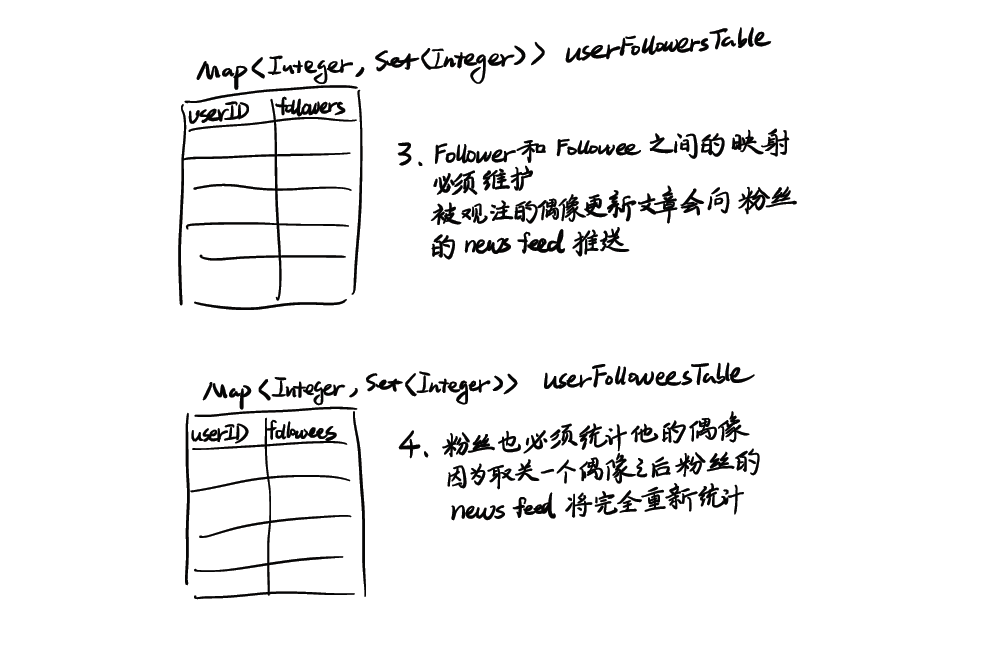 Map<Integer, Set<Integer>> userFollowersTable
userID followers
3、Follower和 Followee 之间的映射
必须维护
被观注的偶像更新文章会向 粉丝
的 news feed 推送
Map<Integer, Set<Integer>> userFolloweesTable
userID followees
4、粉丝也必须统计他的偶像
因为取关一个偶像之后粉丝的
news feed 将完全重新统计